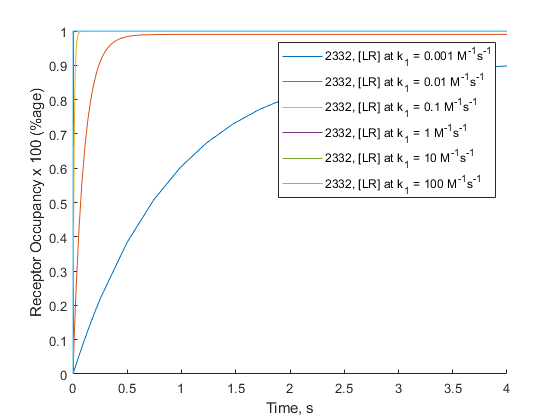 1
0.9
0.8
0.7
0.6
0.5
0.4
0.3
0.2
0.1
0
Receptor Occupancy x 100 (%age)
2332, [LR] at k₁ = 0.001 M⁻¹s⁻¹
2332, [LR] at k₁ = 0.01 M⁻¹s⁻¹
2332, [LR] at k₁ = 0.1 M⁻¹s⁻¹
2332, [LR] at k₁ = 1 M⁻¹s⁻¹
2332, [LR] at k₁ = 10 M⁻¹s⁻¹
2332, [LR] at k₁ = 100 M⁻¹s⁻¹
0 0.5 1 1.5 2 2.5 3 3.5 4
Time, s